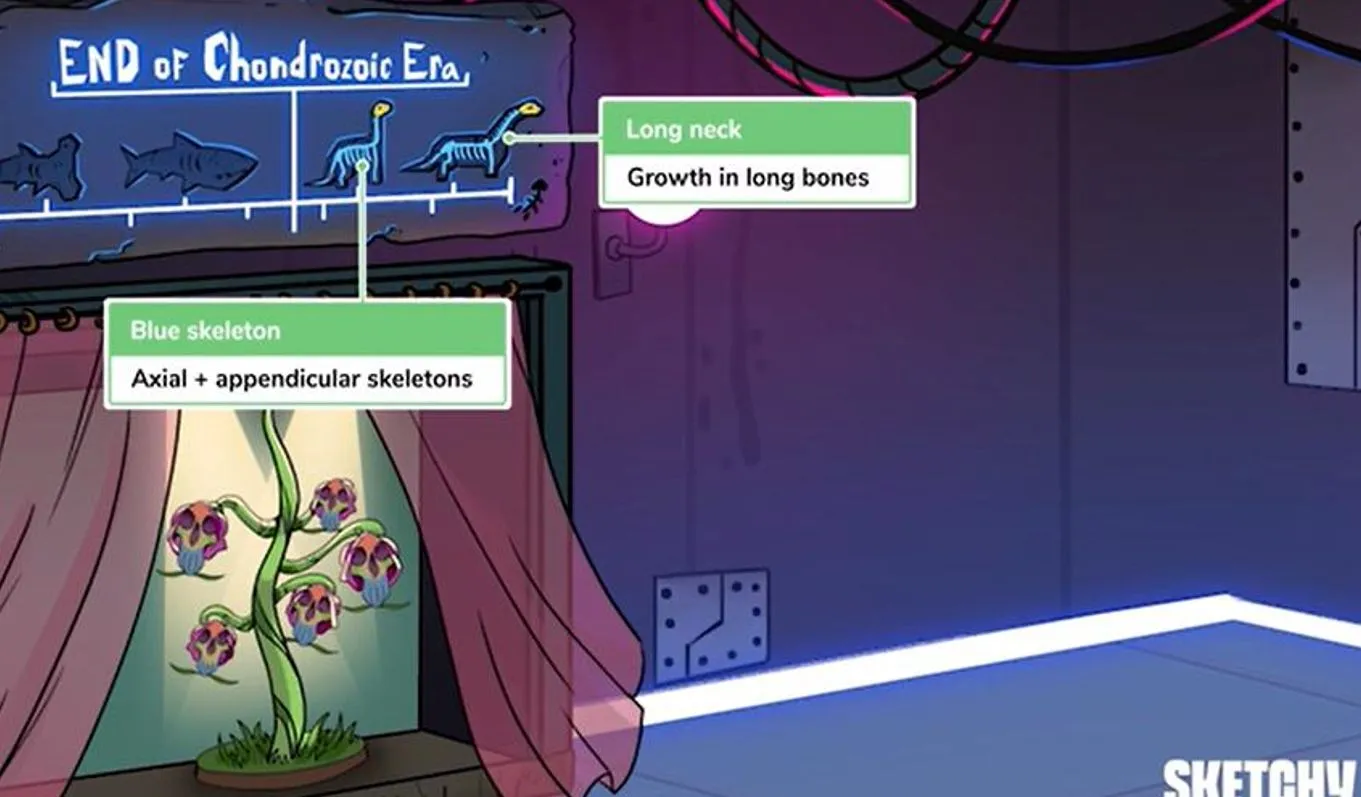 END OF Chondrozoic Era
Long neck
Growth in long bones
Blue skeleton
Axial + appendicular skeletons
SKETCHY